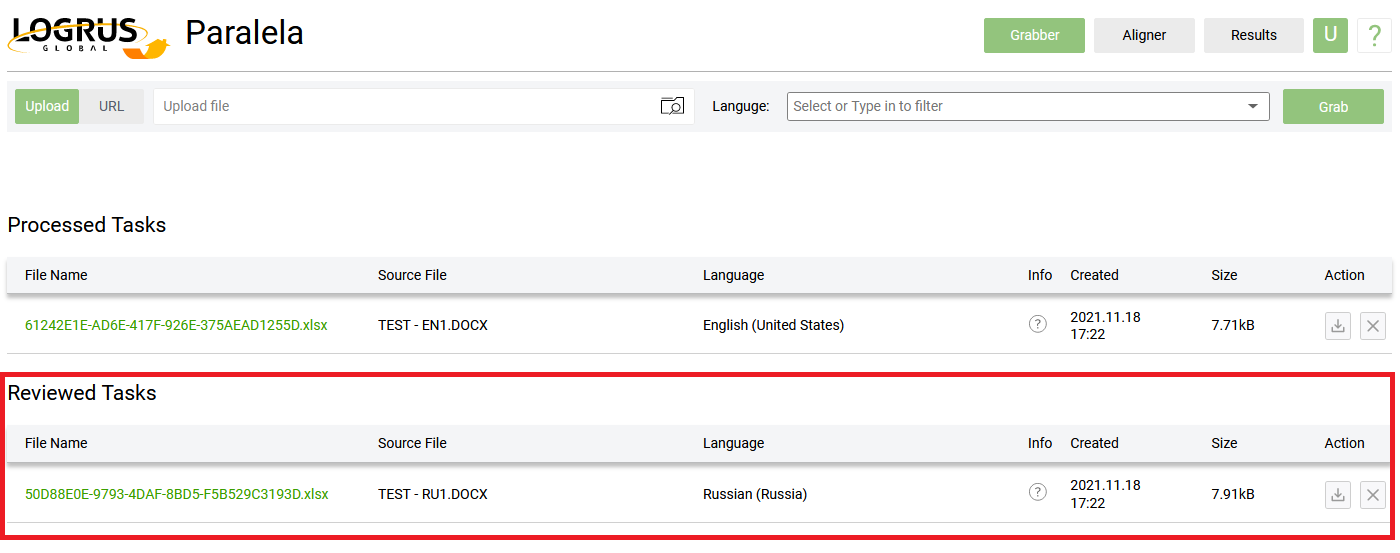 LOGRUS
GLOBAL
Paralela
Grabber
Aligner
Results
U
?
Upload
URL
Upload file
Languge:
Select or Type in to filter
Grab
Processed Tasks
File Name Source File Language Info Created Size Action
61242E1E-AD6E-417F-926E-375AEAD1255D.xlsx TEST - EN1.DOCX English (United States) ? 2021.11.18 7.71kB
17:22
Reviewed Tasks
File Name Source File Language Info Created Size Action
50D88E0E-9793-4DAF-8BD5-F5B529C3193D.xlsx TEST - RU1.DOCX Russian (Russia) ? 2021.11.18 7.91kB
17:22